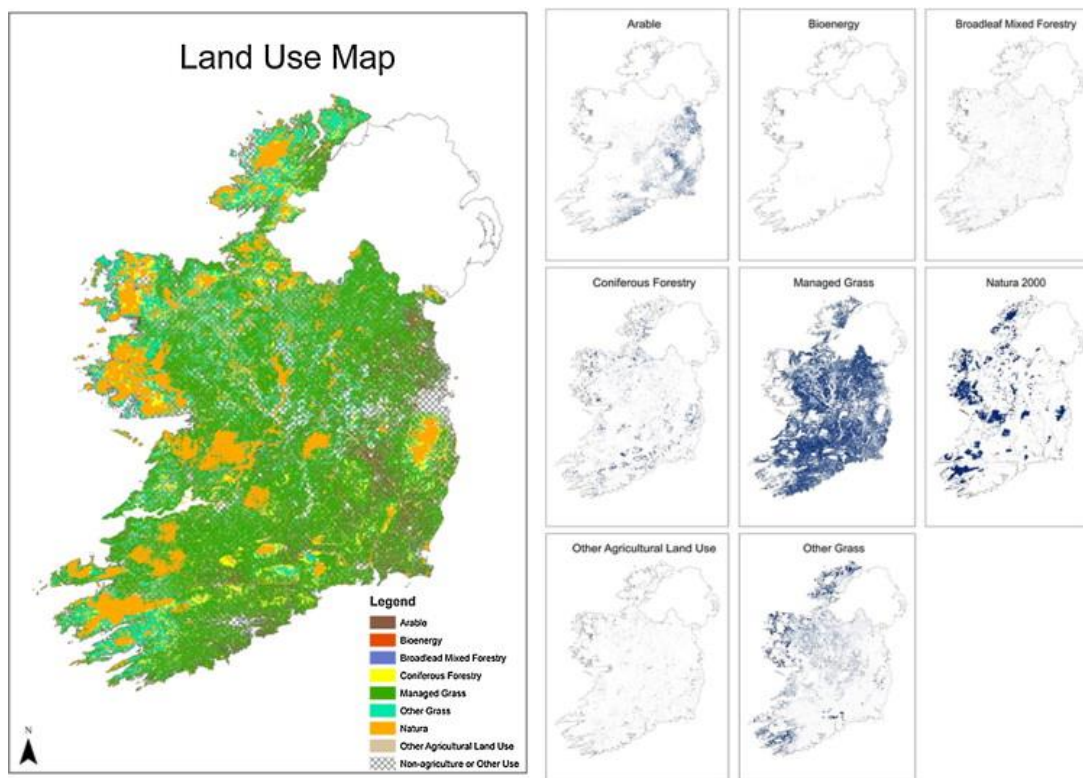 Land Use Map
N
Legend
Arable
Bioenergy
Broadlead Mixed Forestry
Coniferous Forestry
Managed Grass
Other Grass
Natura
Other Agricultural Land Use
Non-agriculture or Other Use
Arable
Bioenergy
Broadleaf Mixed Forestry
Coniferous Forestry
Managed Grass
Natura 2000
Other Agricultural Land Use
Other Grass